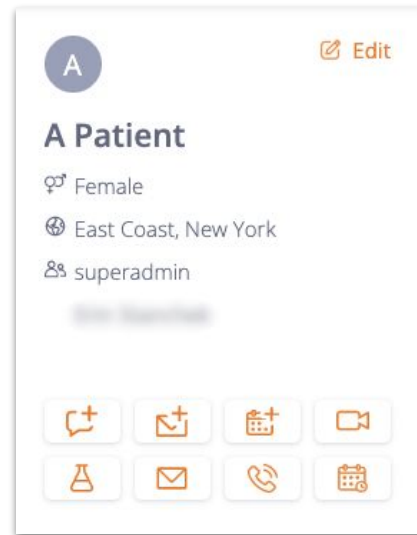 A
Edit
A Patient
Female
East Coast, New York
superadmin